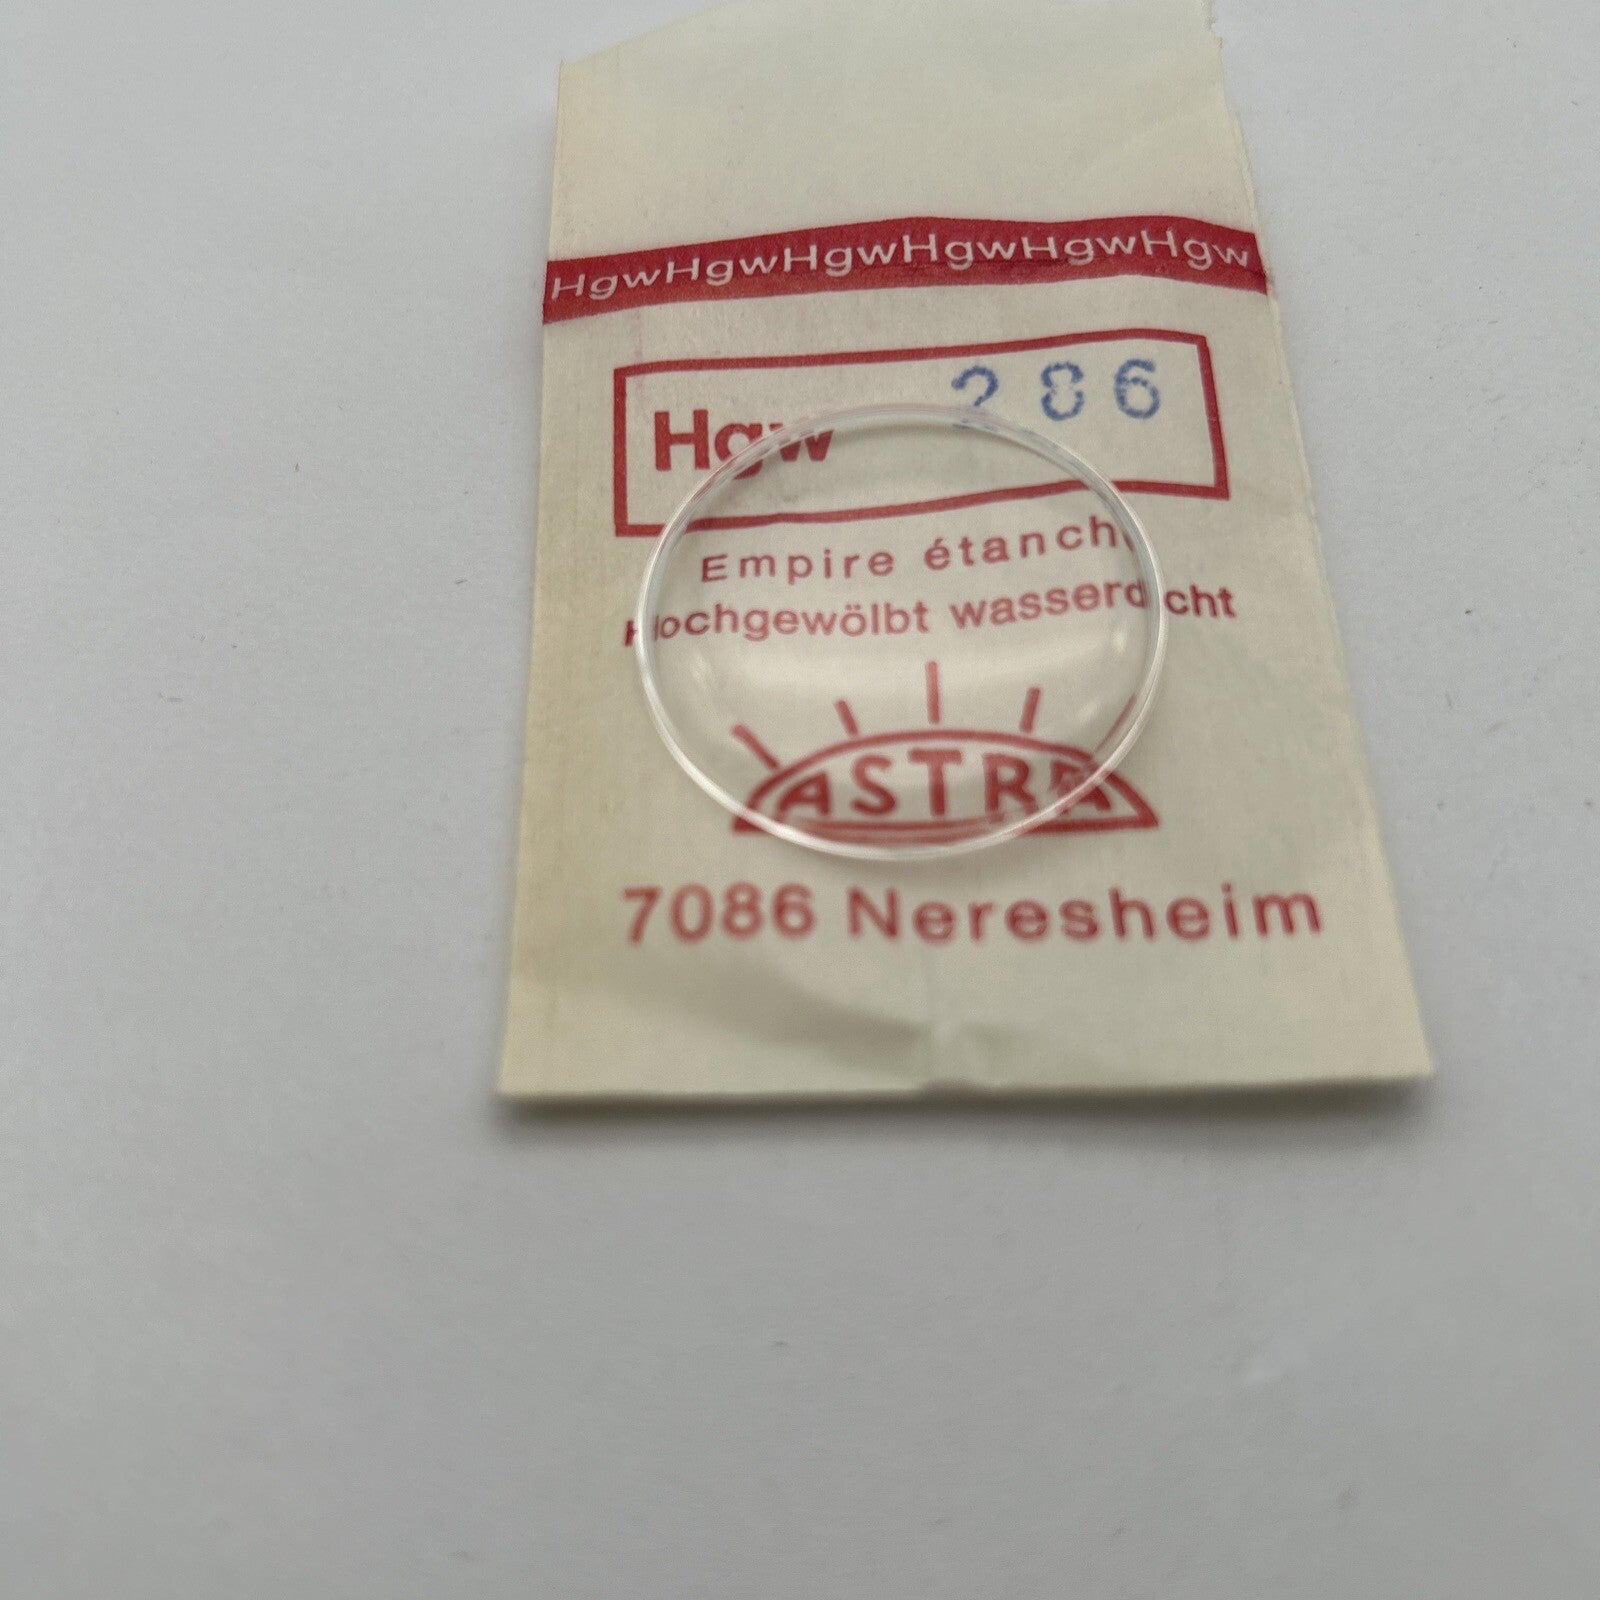 HgwHgwHgwHgwHgwHgw
Hgw 286
Empire étanche
Hochgewölbt wasserdicht
ASTRA
7086 Neresheim